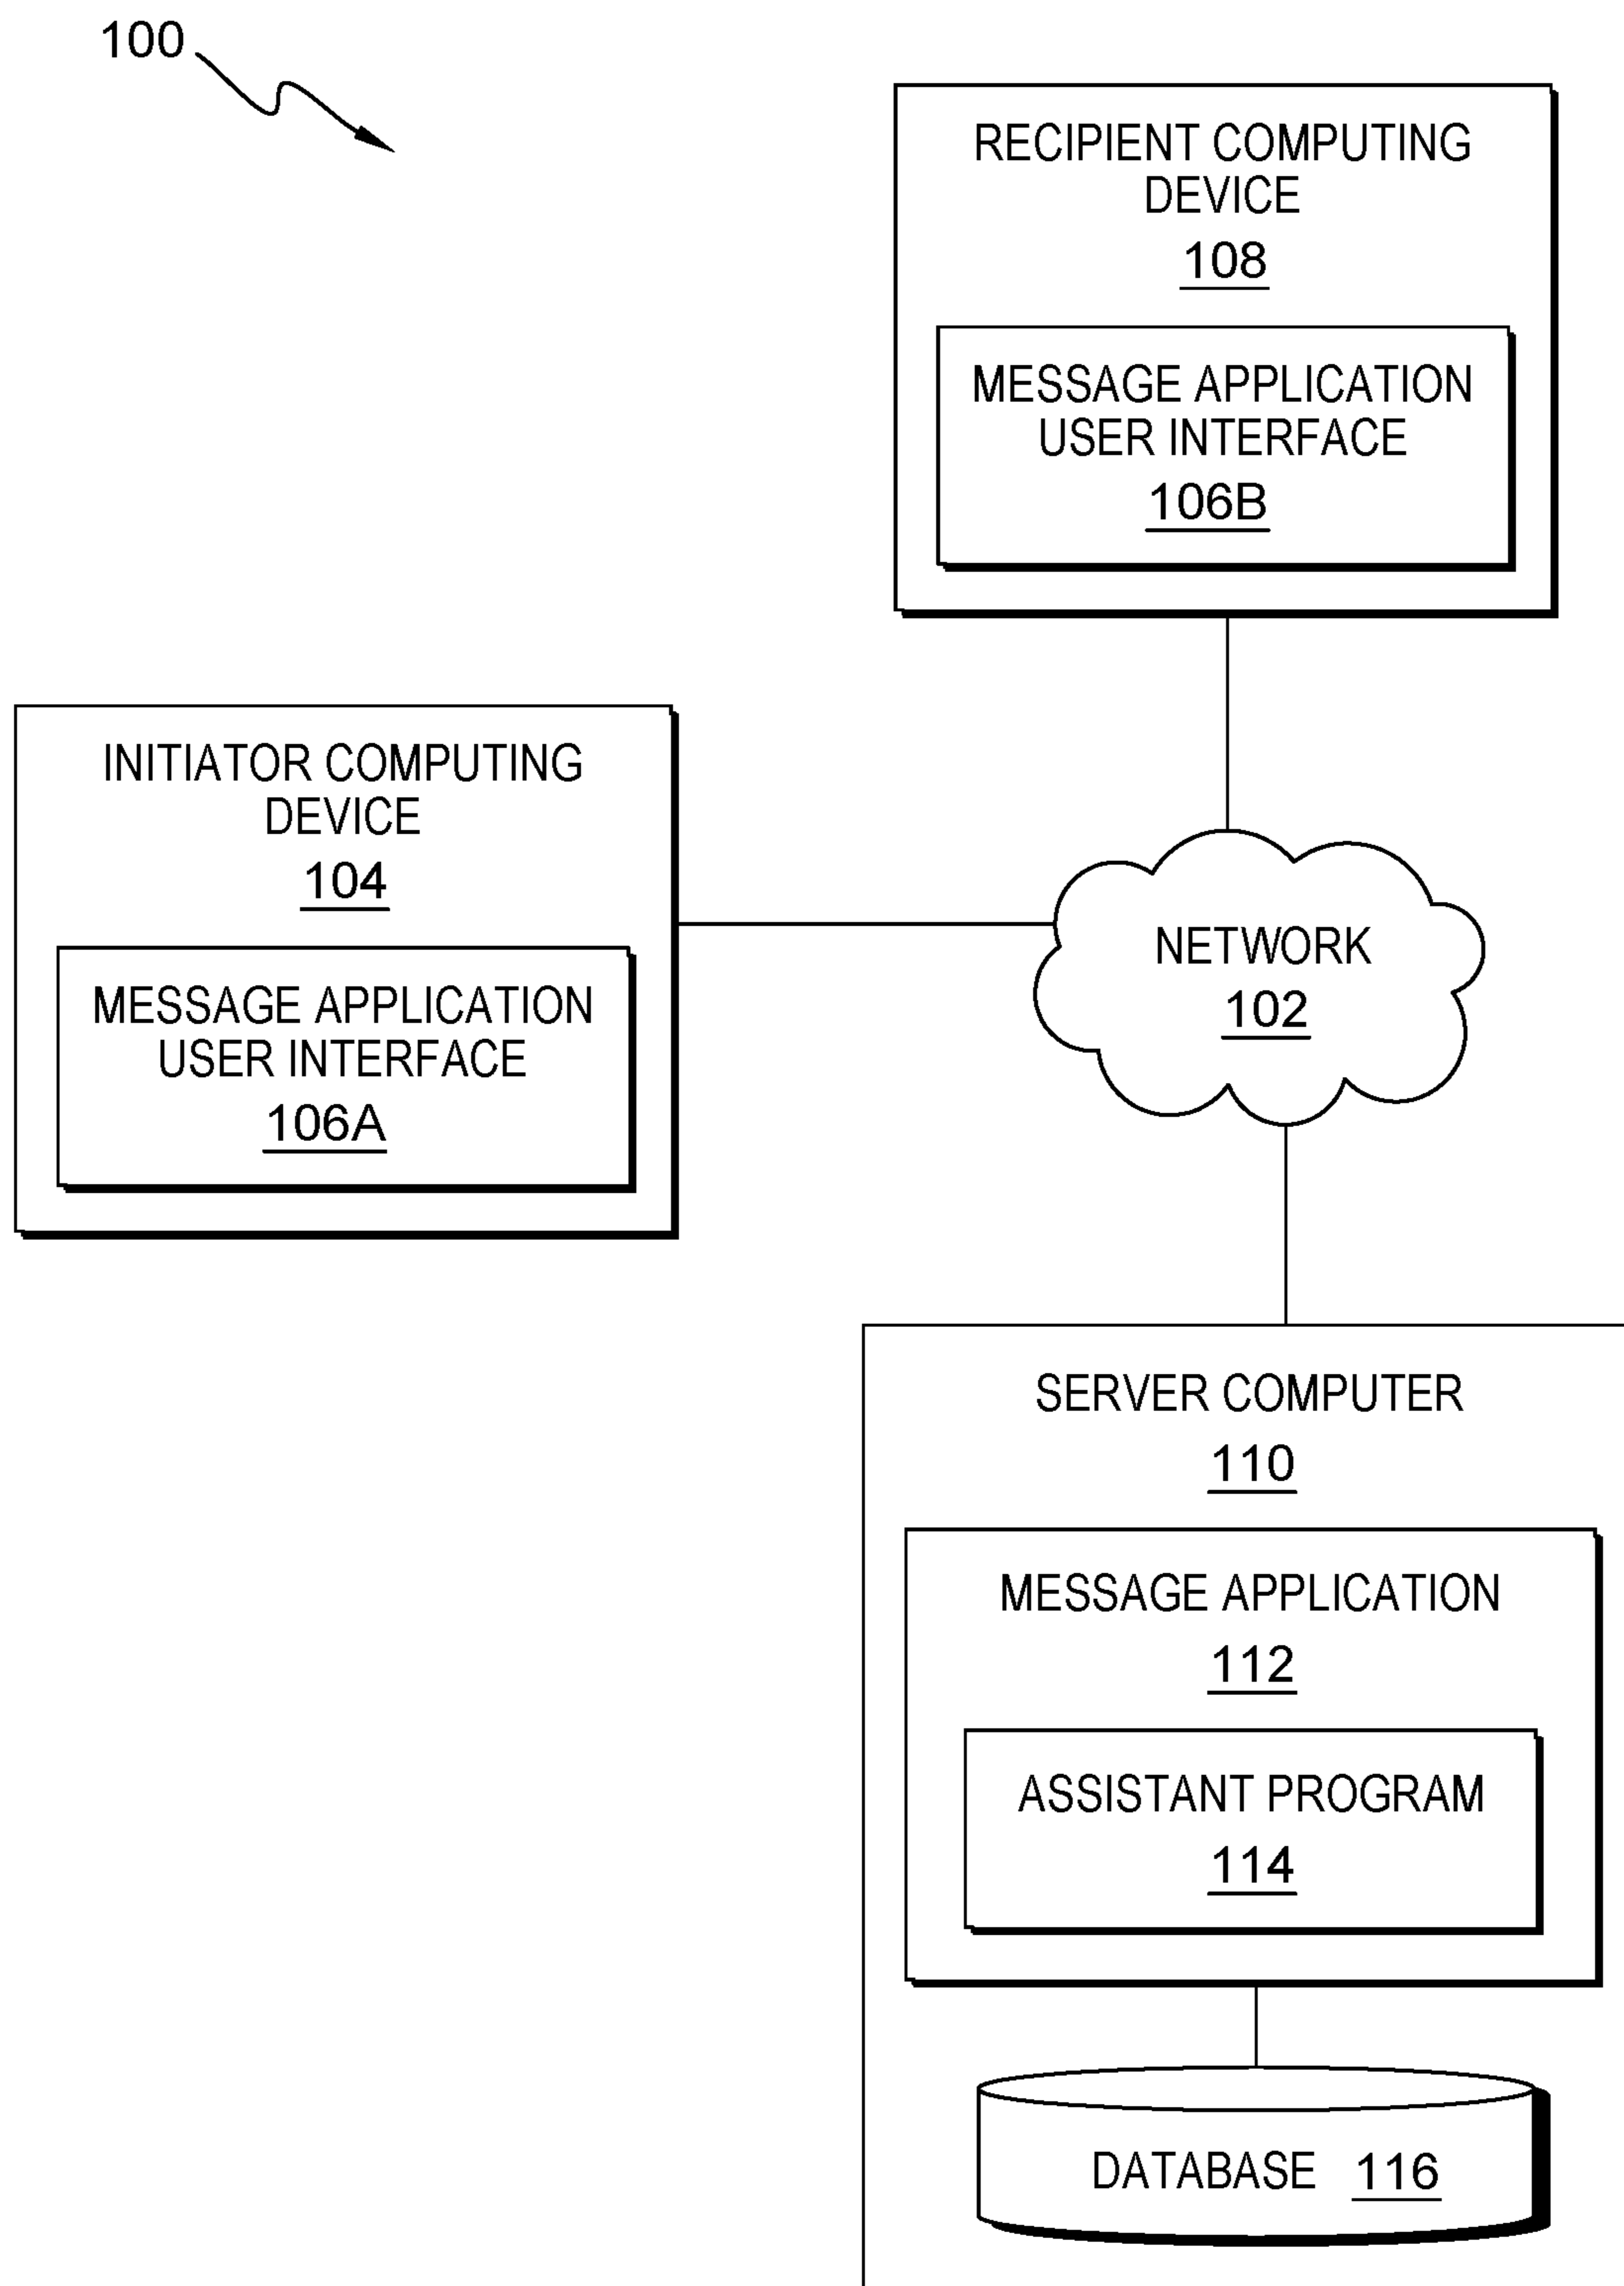 100
RECIPIENT COMPUTING
DEVICE
108
MESSAGE APPLICATION
USER INTERFACE
106B
INITIATOR COMPUTING
DEVICE
104
MESSAGE APPLICATION
USER INTERFACE
106A
NETWORK
102
SERVER COMPUTER
110
MESSAGE APPLICATION
112
ASSISTANT PROGRAM
114
DATABASE 116